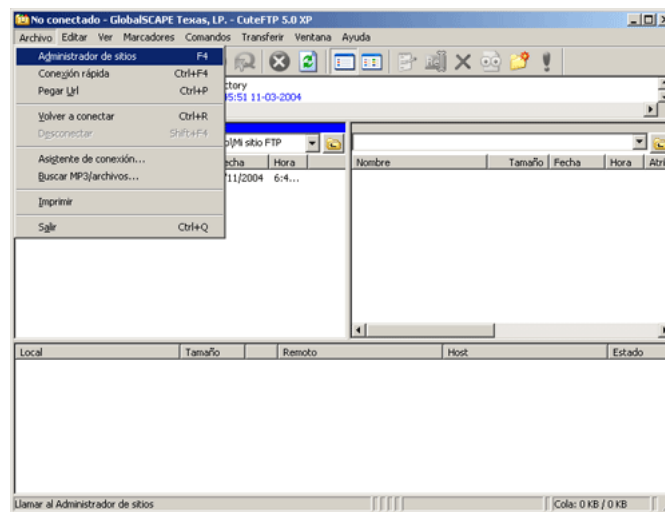 No conectado - GlobalSCAPE Texas, LP. - CuteFTP 5.0 XP
Archivo Editar Ver Marcadores Comandos Transferir Ventana Ayuda
Administrador de sitios F4
Conexión rápida Ctrl+F4
Pegar Url Ctrl+P
Volver a conectar Ctrl+R
Desconectar Shift+F4
Asistente de conexión...
Buscar MP3/archivos...
Imprimir
Salir Ctrl+Q
ctory
45:51 11-03-2004
ol\Mi sitio FTP
echa Hora
/11/2004 6:4...
Nombre Tamaño Fecha Hora Atri
Local Tamaño Remoto Host Estado
Llamar al Administrador de sitios
Cola: 0 KB / 0 KB